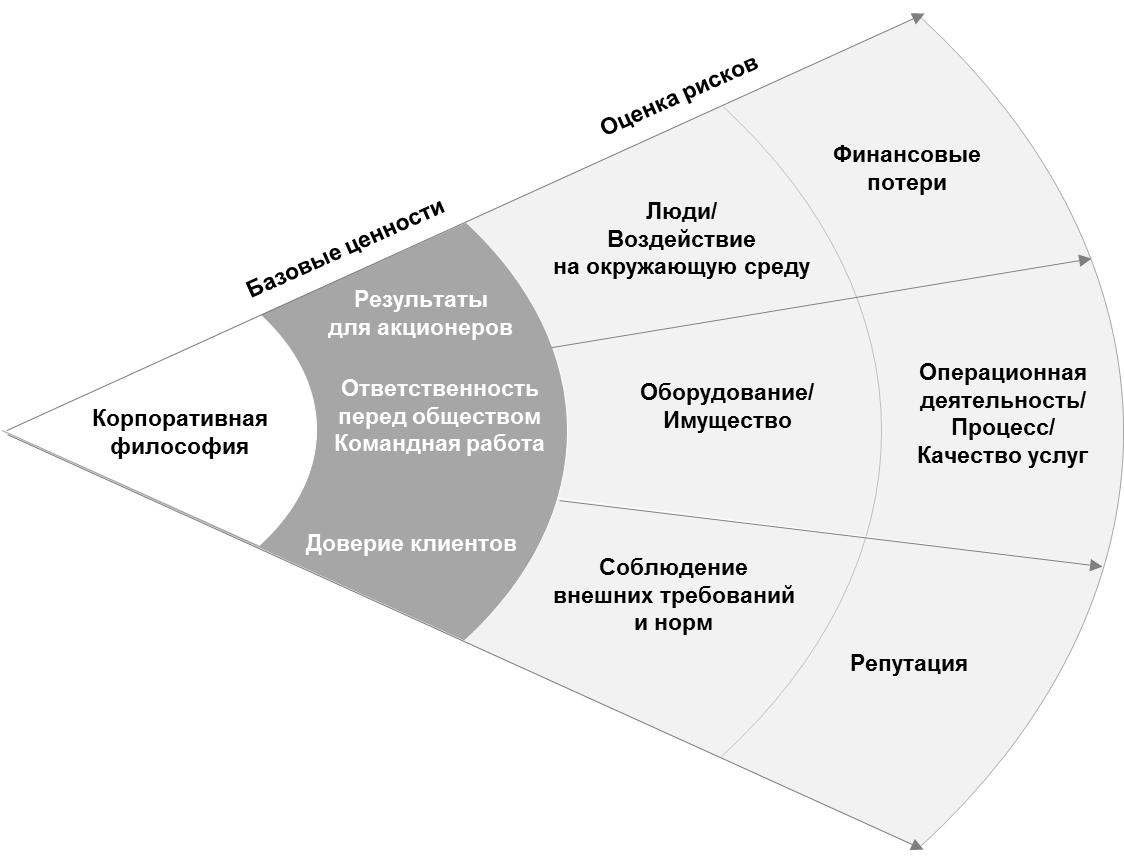 Оценка рисков
Базовые ценности
Корпоративная
философия
Результаты
для акционеров
Ответственность
перед обществом
Командная работа
Доверие клиентов
Люди/
Воздействие
на окружающую среду
Оборудование/
Имущество
Соблюдение
внешних требований
и норм
Финансовые
потери
Операционная
деятельность/
Процесс/
Качество услуг
Репутация